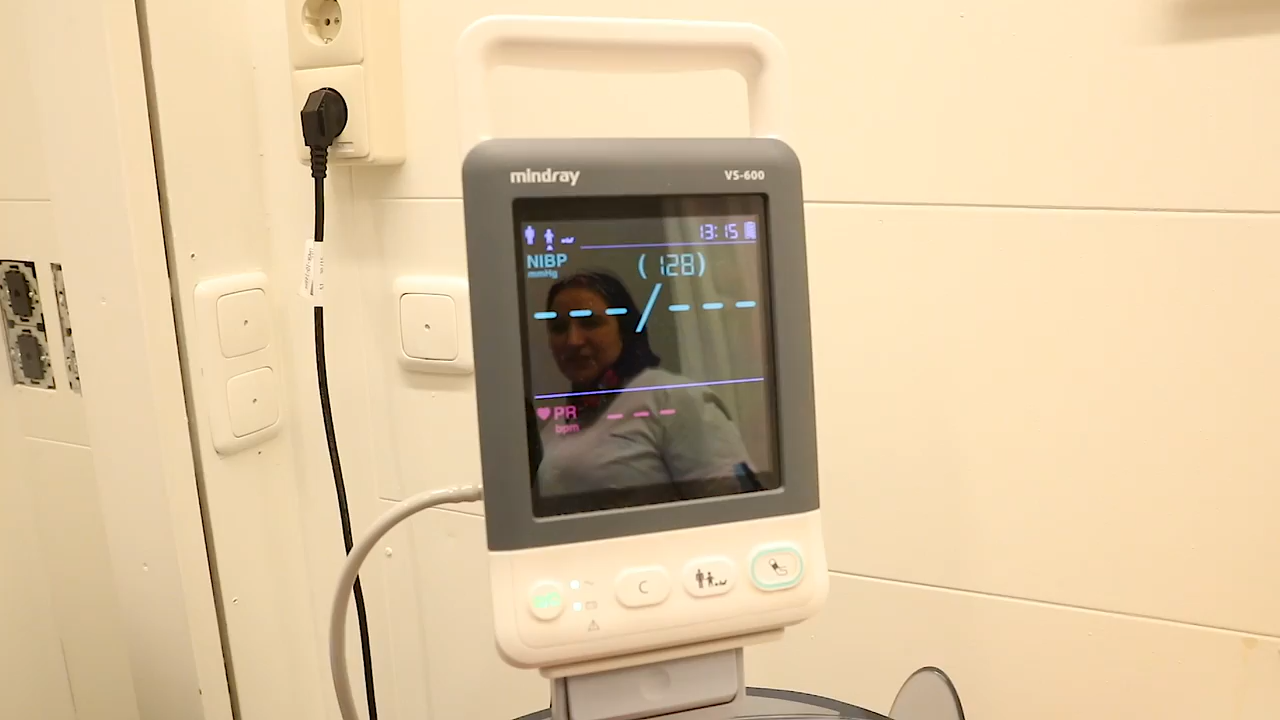 mindray VS-600
13:15
NIBP (128)
mmHg
---/---
PR ---
bpm
C